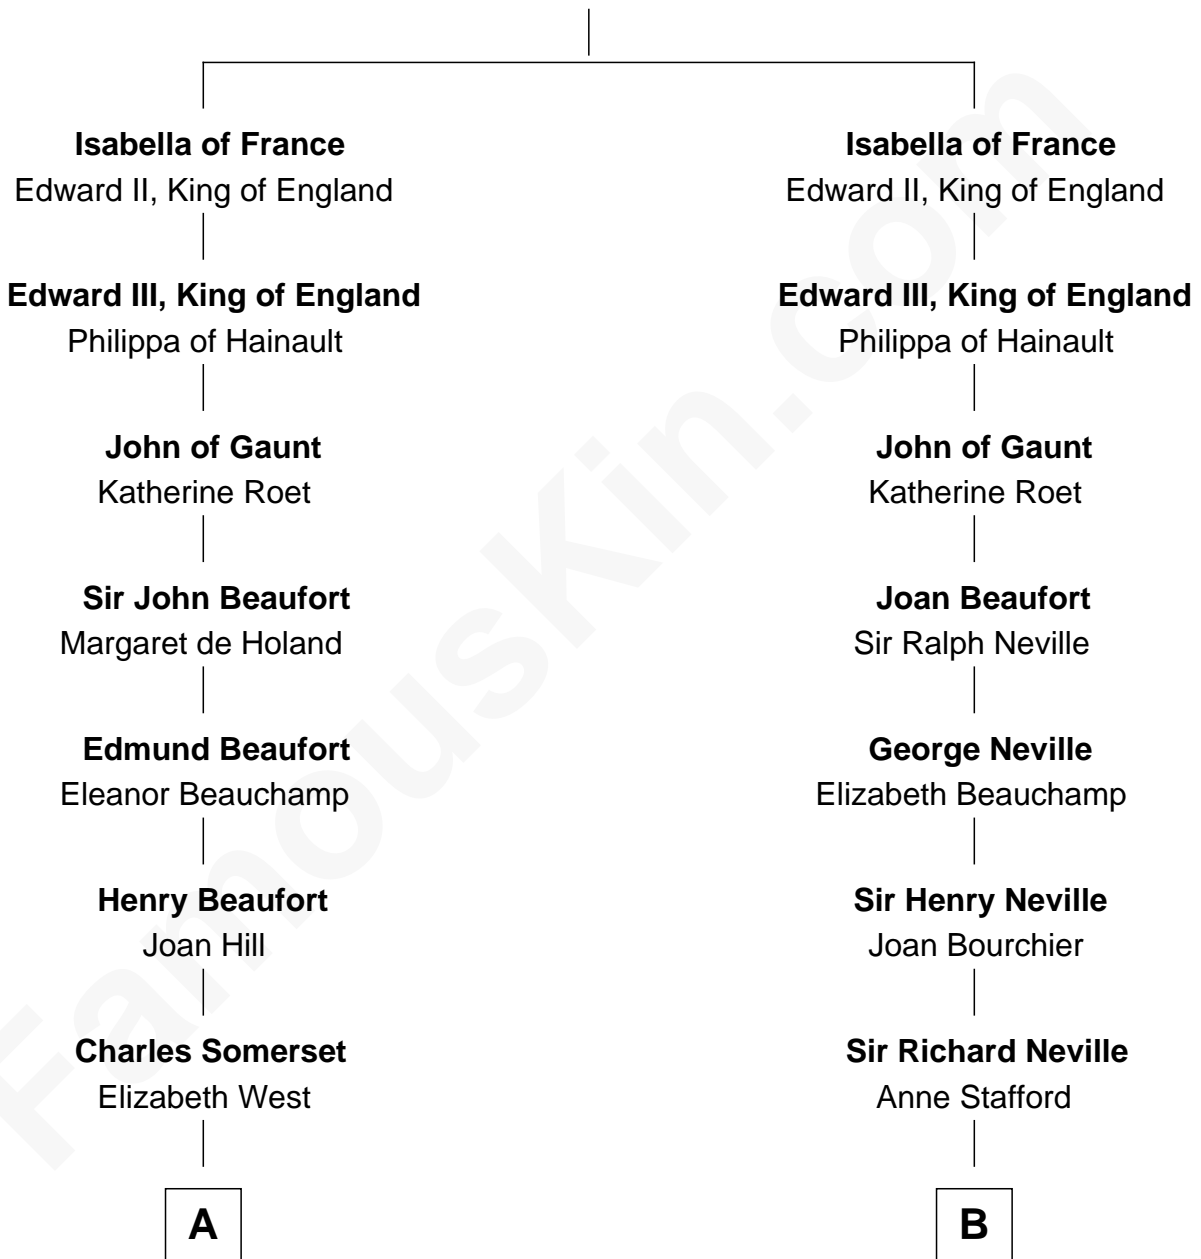 Isabella of France
Edward II, King of England
Edward III, King of England
Philippa of Hainault
John of Gaunt
Katherine Roet
Sir John Beaufort
Margaret de Holand
Edmund Beaufort
Eleanor Beauchamp
Henry Beaufort
Joan Hill
Charles Somerset
Elizabeth West
A
Isabella of France
Edward II, King of England
Edward III, King of England
Philippa of Hainault
John of Gaunt
Katherine Roet
Joan Beaufort
Sir Ralph Neville
George Neville
Elizabeth Beauchamp
Sir Henry Neville
Joan Bourchier
Sir Richard Neville
Anne Stafford
B
FamousKin.com